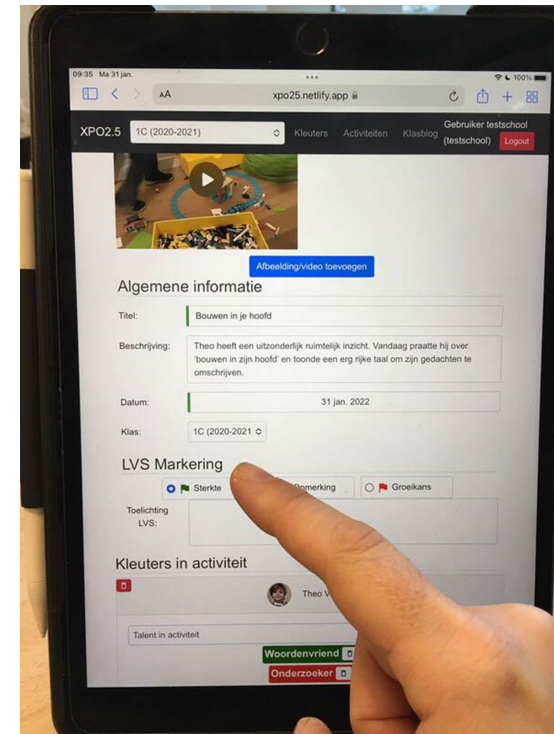 09:35 Ma 31 jan.
100%
AA
xpo25.netlify.app
XPO2.5
1C (2020-2021)
Kleuters
Activiteiten
Klasblog
Gebruiker testschool
(testschool)
Logout
Afbeelding/video toevoegen
Algemene informatie
Titel:
Bouwen in je hoofd
Beschrijving:
Theo heeft een uitzonderlijk ruimtelijk inzicht. Vandaag praatte hij over
'bouwen in zijn hoofd' en toonde een erg rijke taal om zijn gedachten te
omschrijven.
Datum:
31 jan. 2022
Klas:
1C (2020-2021
LVS Markering
Sterkte
Groeikans
Toelichting
LVS:
Kleuters in activiteit
Theo V
Talent in activiteit
Woordenvriend
Onderzoeker